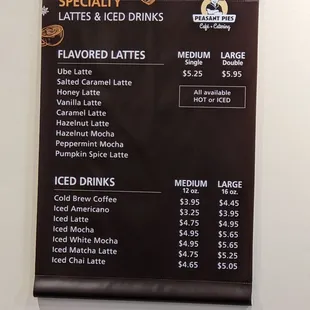 SPECIALTY
LATTES & ICED DRINKS
PEASANT PIES
Café • Catering
FLAVORED LATTES MEDIUM LARGE
Single Double
Ube Latte $5.25 $5.95
Salted Caramel Latte
Honey Latte All available
Vanilla Latte HOT or ICED
Caramel Latte
Hazelnut Latte
Hazelnut Mocha
Peppermint Mocha
Pumpkin Spice Latte
ICED DRINKS MEDIUM LARGE
12 oz. 16 oz.
Cold Brew Coffee $3.95 $4.45
Iced Americano $3.25 $3.95
Iced Latte $4.75 $4.95
Iced Mocha $4.95 $5.65
Iced White Mocha $4.95 $5.65
Iced Matcha Latte $4.75 $5.25
Iced Chai Latte $4.65 $5.05